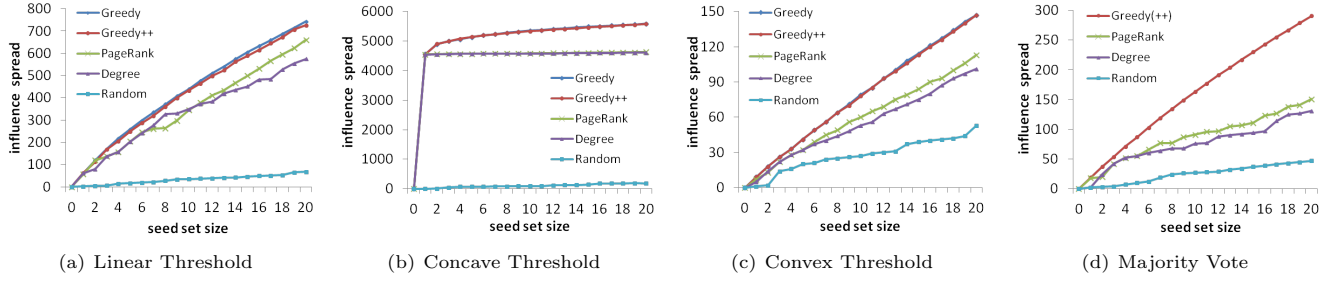 800
700
600
500
400
300
200
100
0
influence spread
Greedy
Greedy++
PageRank
Degree
Random
0 2 4 6 8 10 12 14 16 18 20
seed set size
(a) Linear Threshold
6000
5000
4000
3000
2000
1000
0
influence spread
Greedy
Greedy++
PageRank
Degree
Random
0 2 4 6 8 10 12 14 16 18 20
seed set size
(b) Concave Threshold
150
120
90
60
30
0
influence spread
Greedy
Greedy++
PageRank
Degree
Random
0 2 4 6 8 10 12 14 16 18 20
seed set size
(c) Convex Threshold
300
250
200
150
100
50
0
influence spread
Greedy(++)
PageRank
Degree
Random
0 2 4 6 8 10 12 14 16 18 20
seed set size
(d) Majority Vote